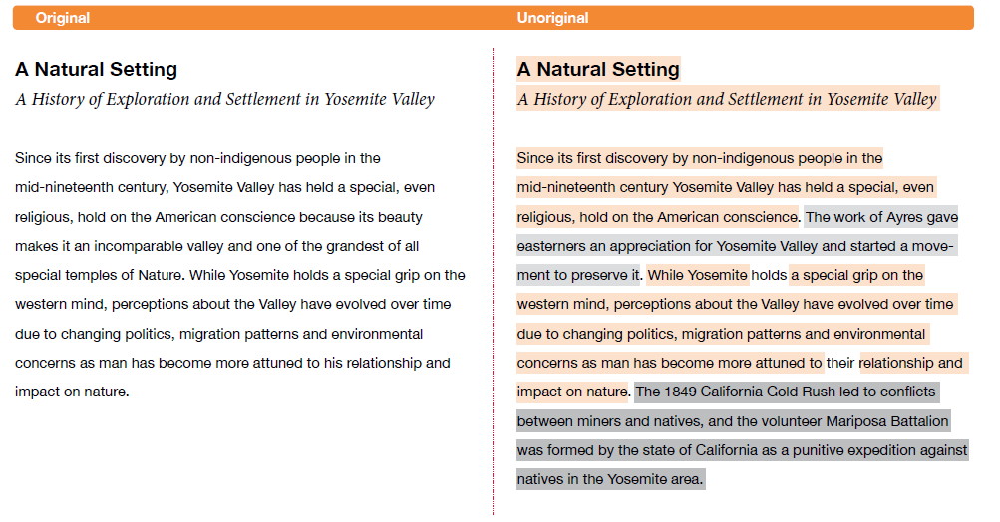 Original
Unoriginal
A Natural Setting
A History of Exploration and Settlement in Yosemite Valley
Since its first discovery by non-indigenous people in the
mid-nineteenth century, Yosemite Valley has held a special, even
religious, hold on the American conscience because its beauty
makes it an incomparable valley and one of the grandest of all
special temples of Nature. While Yosemite holds a special grip on the
western mind, perceptions about the Valley have evolved over time
due to changing politics, migration patterns and environmental
concerns as man has become more attuned to his relationship and
impact on nature.
A Natural Setting
A History of Exploration and Settlement in Yosemite Valley
Since its first discovery by non-indigenous people in the
mid-nineteenth century Yosemite Valley has held a special, even
religious, hold on the American conscience. The work of Ayres gave
easterners an appreciation for Yosemite Valley and started a move-
ment to preserve it. While Yosemite holds a special grip on the
western mind, perceptions about the Valley have evolved over time
due to changing politics, migration patterns and environmental
concerns as man has become more attuned to their relationship and
impact on nature. The 1849 California Gold Rush led to conflicts
between miners and natives, and the volunteer Mariposa Battalion
was formed by the state of California as a punitive expedition against
natives in the Yosemite area.